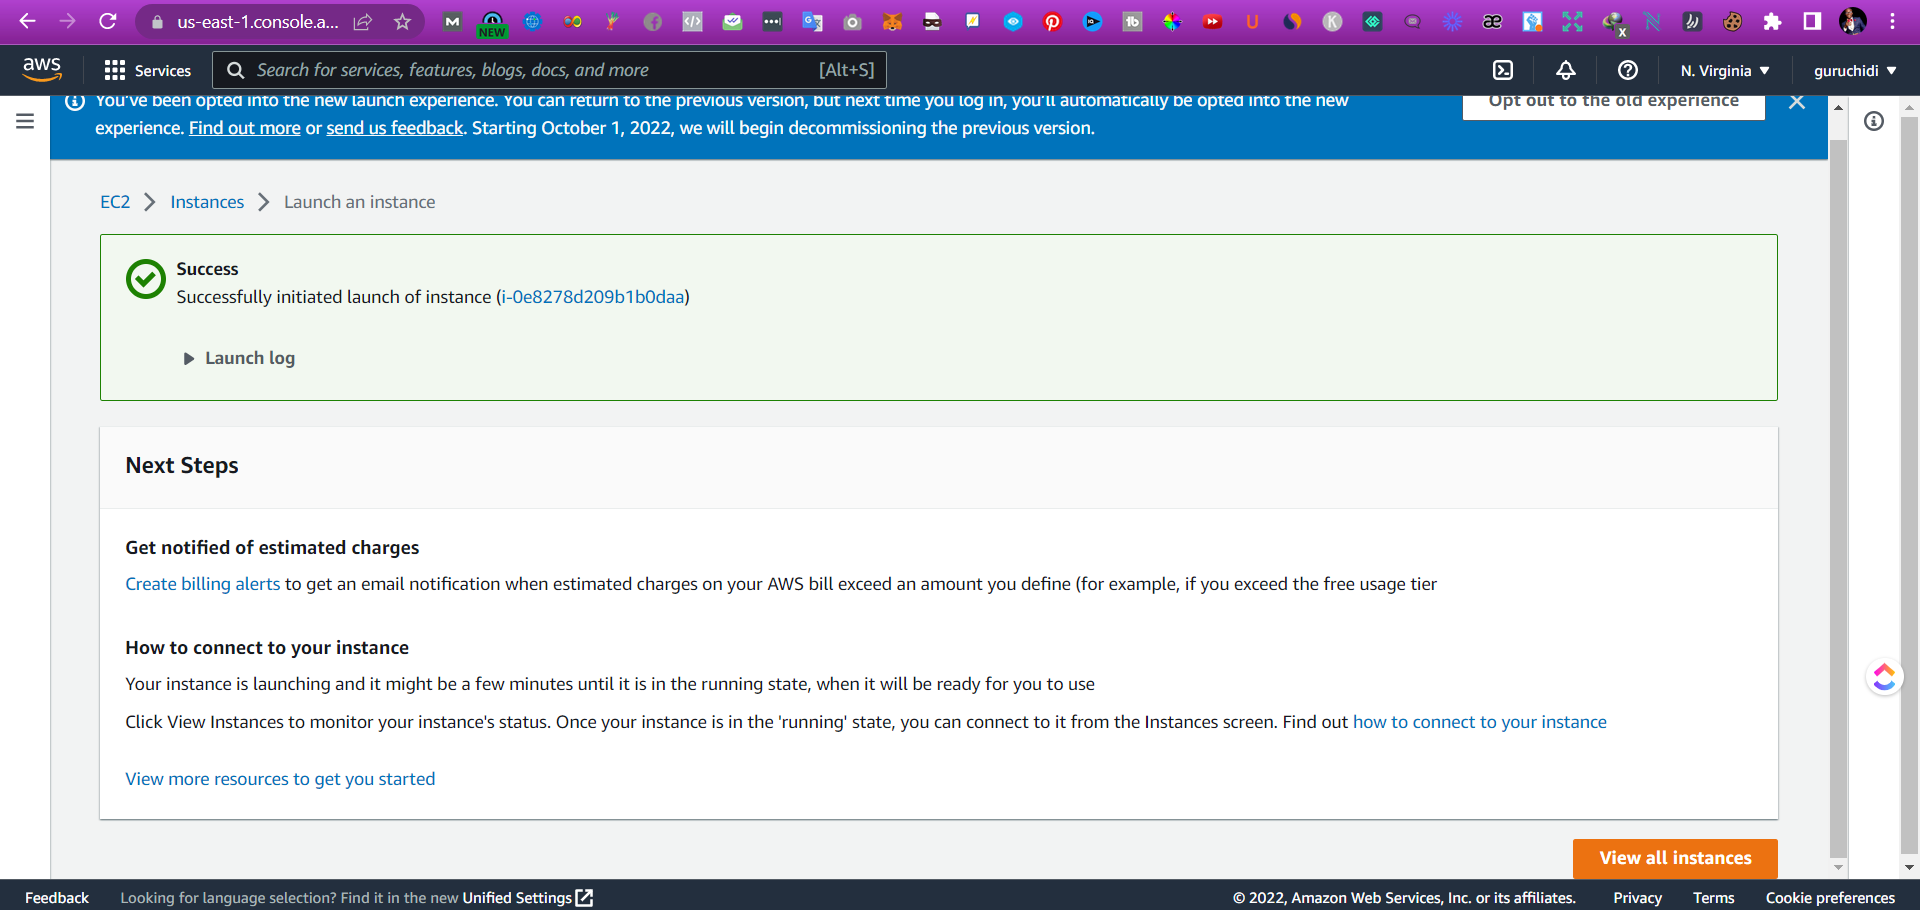 us-east-1.console.a...
NEW
aws
Services
Search for services, features, blogs, docs, and more
[Alt+S]
N. Virginia
guruchidi
You've been opted into the new launch experience. You can return to the previous version, but next time you log in, you'll automatically be opted into the new
experience. Find out more or send us feedback. Starting October 1, 2022, we will begin decommissioning the previous version.
Opt out to the old experience
EC2 > Instances > Launch an instance
Success
Successfully initiated launch of instance (i-0e8278d209b1b0daa)
Launch log
Next Steps
Get notified of estimated charges
Create billing alerts to get an email notification when estimated charges on your AWS bill exceed an amount you define (for example, if you exceed the free usage tier
How to connect to your instance
Your instance is launching and it might be a few minutes until it is in the running state, when it will be ready for you to use
Click View Instances to monitor your instance's status. Once your instance is in the 'running' state, you can connect to it from the Instances screen. Find out how to connect to your instance
View more resources to get you started
View all instances
Feedback
Looking for language selection? Find it in the new Unified Settings
© 2022, Amazon Web Services, Inc. or its affiliates.
Privacy
Terms
Cookie preferences